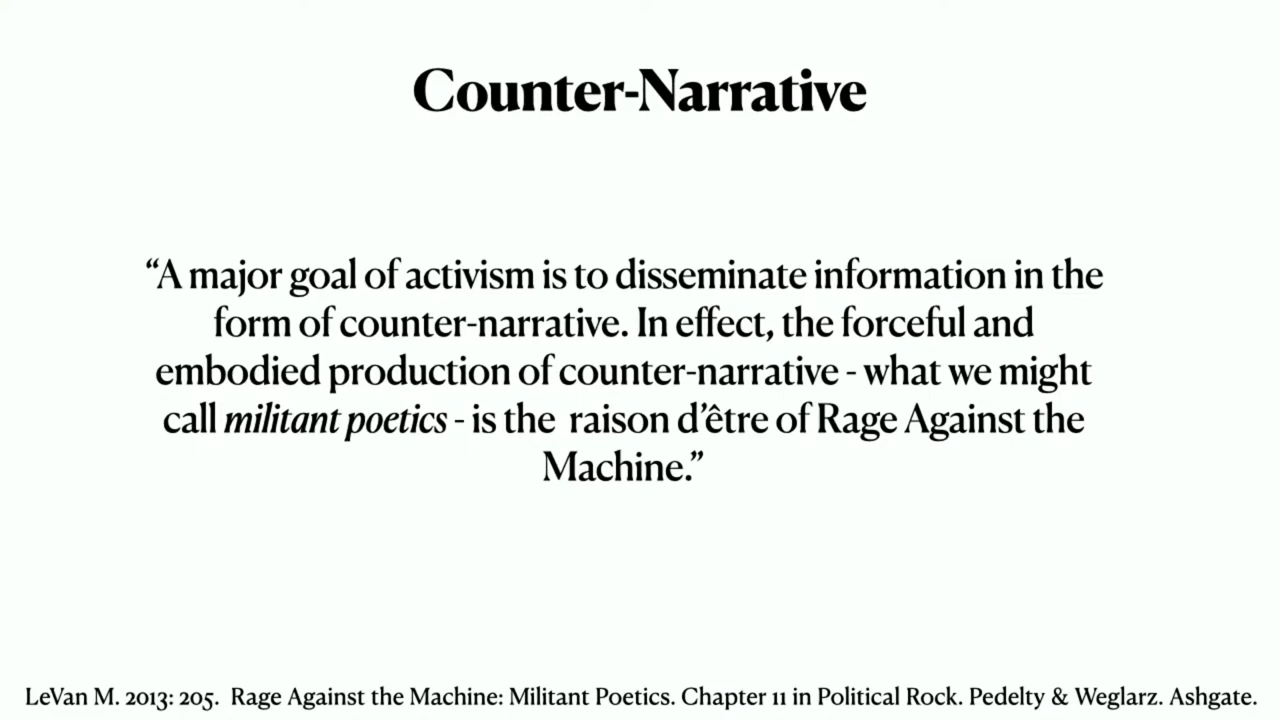 Counter-Narrative
“A major goal of activism is to disseminate information in the
form of counter-narrative. In effect, the forceful and
embodied production of counter-narrative - what we might
call militant poetics - is the  raison d’être of Rage Against the
Machine.”
LeVan M. 2013: 205.  Rage Against the Machine: Militant Poetics. Chapter 11 in Political Rock. Pedelty & Weglarz. Ashgate.